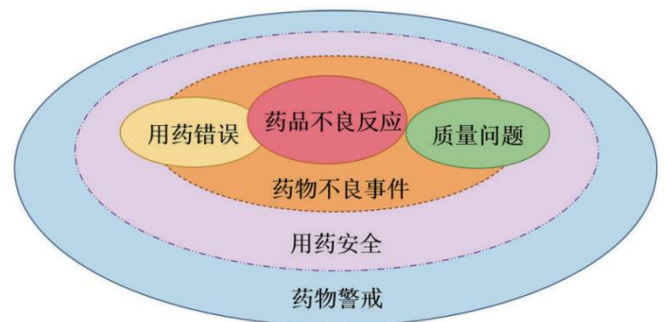 药品不良反应
用药错误
质量问题
药物不良事件
用药安全
药物警戒